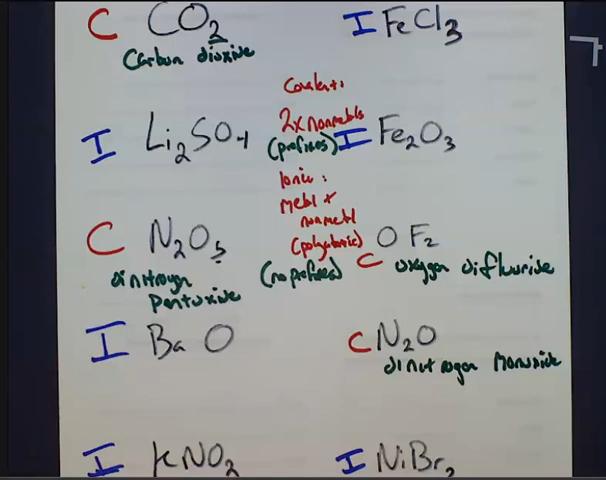 C CO2 I FeCl3
Carbon dioxide
Covalent:
2x nonmetals
I Li2SO4 (prefixes) I Fe2O3
Ionic:
metal +
nonmetal
C N2O5 (polyatomic) OF2
dinitrogen (no prefixes) C oxygen difluoride
pentoxide
I BaO C N2O
dinitrogen Monoxide
I KNO2 I NiBr2